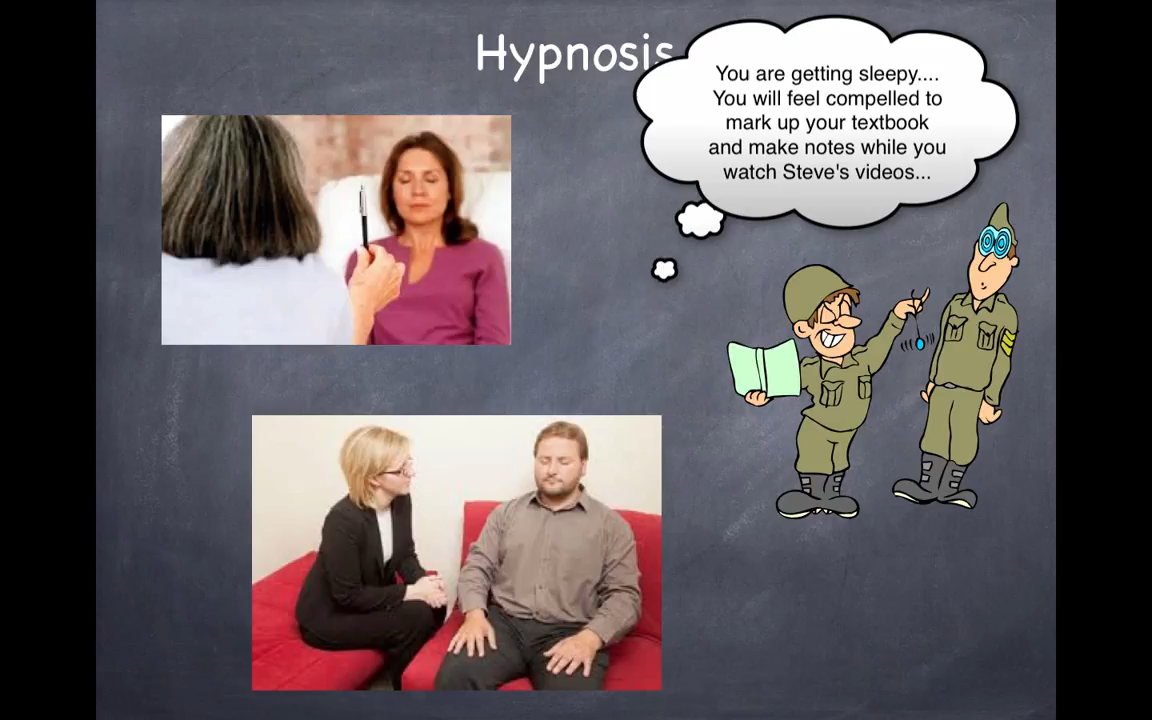 Hypnosis
You are getting sleepy....
You will feel compelled to
mark up your textbook
and make notes while you
watch Steve's videos...